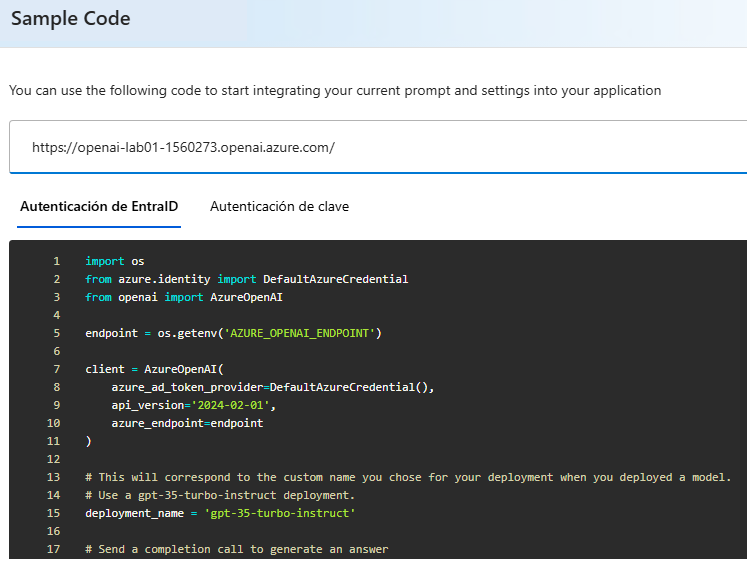 Sample Code
You can use the following code to start integrating your current prompt and settings into your application
https://openai-lab01-1560273.openai.azure.com/
Autenticación de EntraID
Autenticación de clave
1 import os
2 from azure.identity import DefaultAzureCredential
3 from openai import AzureOpenAI
4
5 endpoint = os.getenv('AZURE_OPENAI_ENDPOINT')
6
7 client = AzureOpenAI(
8     azure_ad_token_provider=DefaultAzureCredential(),
9     api_version='2024-02-01',
10     azure_endpoint=endpoint
11 )
12
13 # This will correspond to the custom name you chose for your deployment when you deployed a model.
14 # Use a gpt-35-turbo-instruct deployment.
15 deployment_name = 'gpt-35-turbo-instruct'
16
17 # Send a completion call to generate an answer